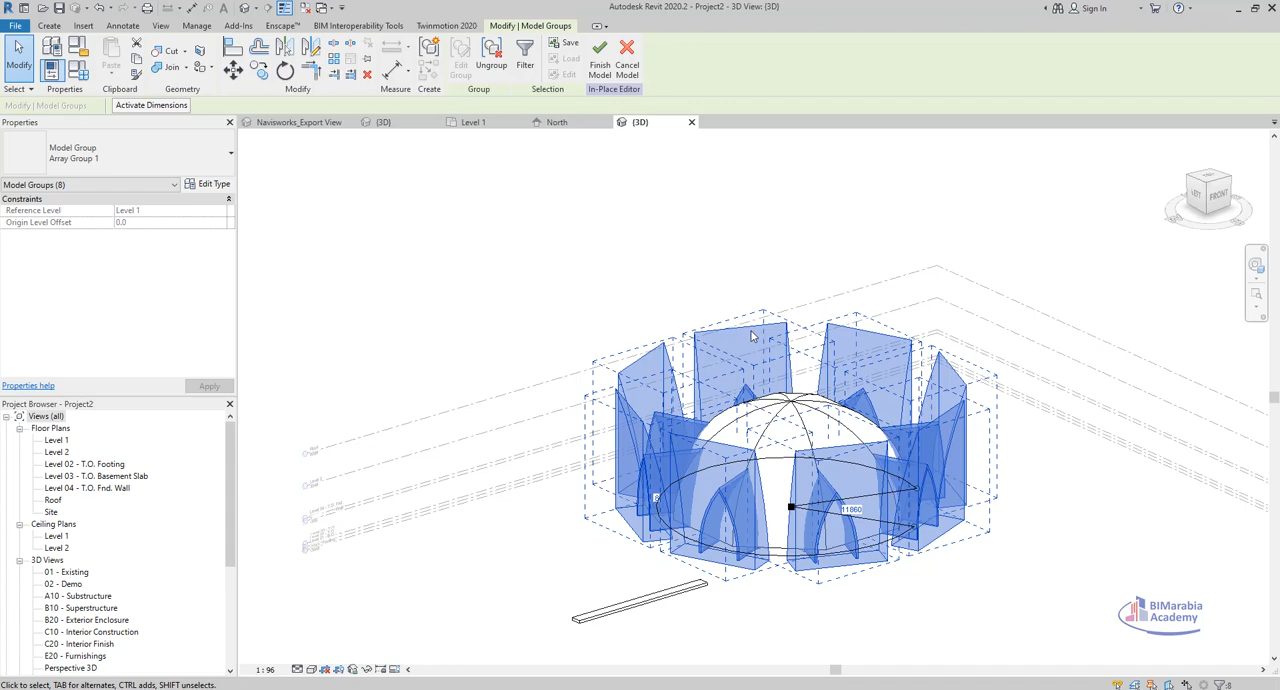 Autodesk Revit 2020.2 - Project2 - 3D View: {3D}
Sign In
File
Create
Insert
Annotate
View
Manage
Add-Ins
Enscape™
BIM Interoperability Tools
Twinmotion 2020
Modify | Model Groups
Modify
Paste
Cut
Join
Edit
Group
Ungroup
Filter
Save
Load
Edit
Finish
Model
Cancel
Model
Select
Properties
Clipboard
Geometry
Modify
Measure
Create
Group
Selection
In-Place Editor
Modify | Model Groups
Activate Dimensions
Properties
Navisworks_Export View
{3D}
Level 1
North
{3D}
Model Group
Array Group 1
Model Groups (8)
Edit Type
Constraints
Reference Level
Level 1
Origin Level Offset
0.0
TOP
LEFT
FRONT
8
11860
Properties help
Apply
Project Browser - Project2
Views (all)
Floor Plans
Level 1
Level 2
Level 02 - T.O. Footing
Level 03 - T.O. Basement Slab
Level 04 - T.O. Fnd. Wall
Roof
Site
Ceiling Plans
Level 1
Level 2
3D Views
01 - Existing
02 - Demo
A10 - Substructure
B10 - Superstructure
B20 - Exterior Enclosure
C10 - Interior Construction
C20 - Interior Finish
E20 - Furnishings
Perspective 3D
BIMarabia
Academy
1 : 96
Click to select, TAB for alternates, CTRL adds, SHIFT unselects.
:8